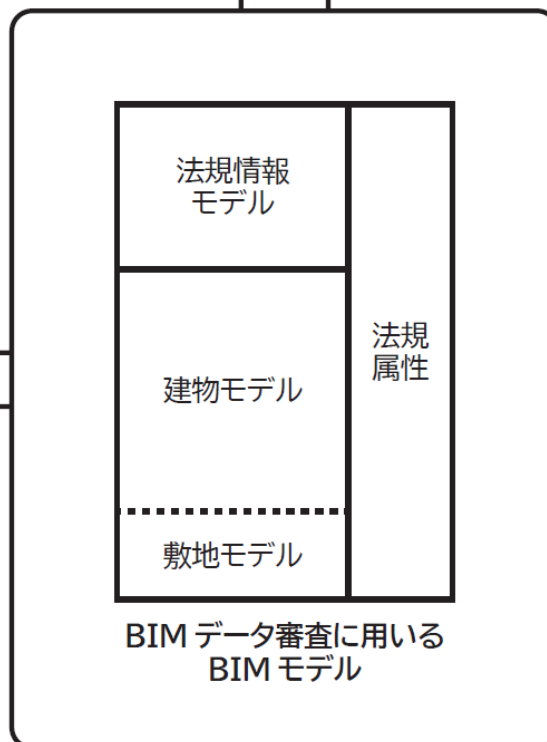 法規情報
モデル
建物モデル
敷地モデル
法規
属性
BIM データ審査に用いる
BIM モデル